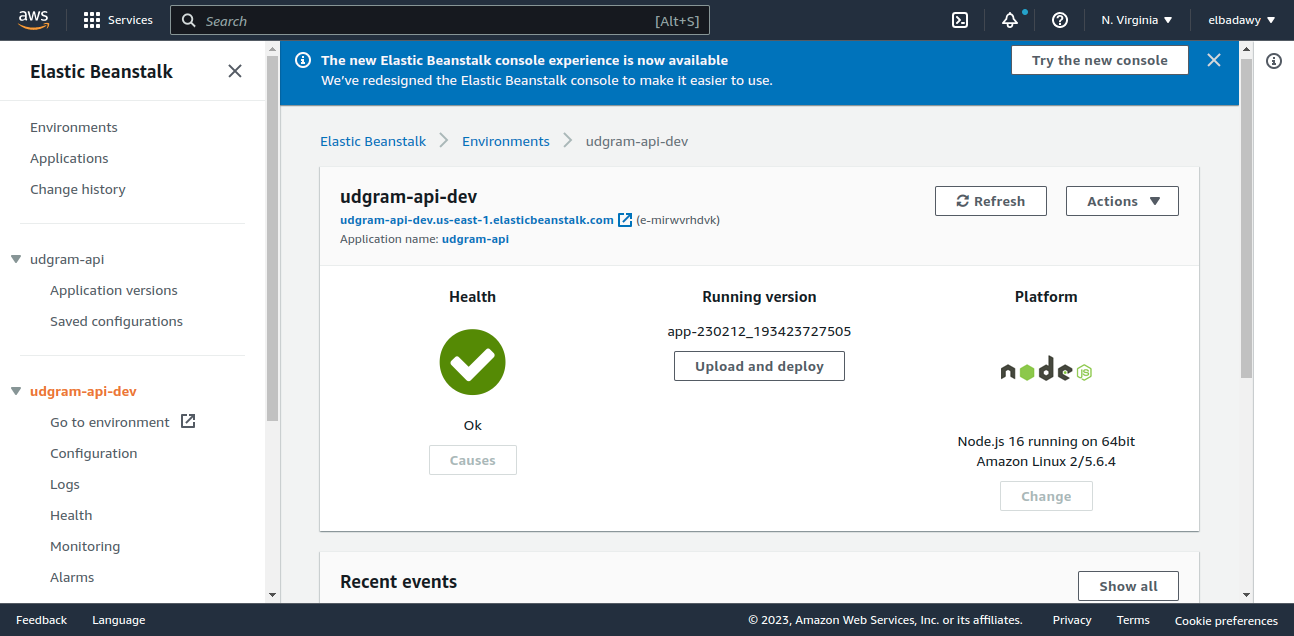 aws
Services
Search
[Alt+S]
N. Virginia
elbadawy
Elastic Beanstalk
Environments
Applications
Change history
udgram-api
Application versions
Saved configurations
udgram-api-dev
Go to environment
Configuration
Logs
Health
Monitoring
Alarms
The new Elastic Beanstalk console experience is now available
We've redesigned the Elastic Beanstalk console to make it easier to use.
Try the new console
Elastic Beanstalk
Environments
udgram-api-dev
udgram-api-dev
udgram-api-dev.us-east-1.elasticbeanstalk.com (e-mirwvrhdvk)
Application name: udgram-api
Refresh
Actions
Health
Ok
Causes
Running version
app-230212_193423727505
Upload and deploy
Platform
node
JS
Node.js 16 running on 64bit
Amazon Linux 2/5.6.4
Change
Recent events
Show all
Feedback
Language
© 2023, Amazon Web Services, Inc. or its affiliates.
Privacy
Terms
Cookie preferences